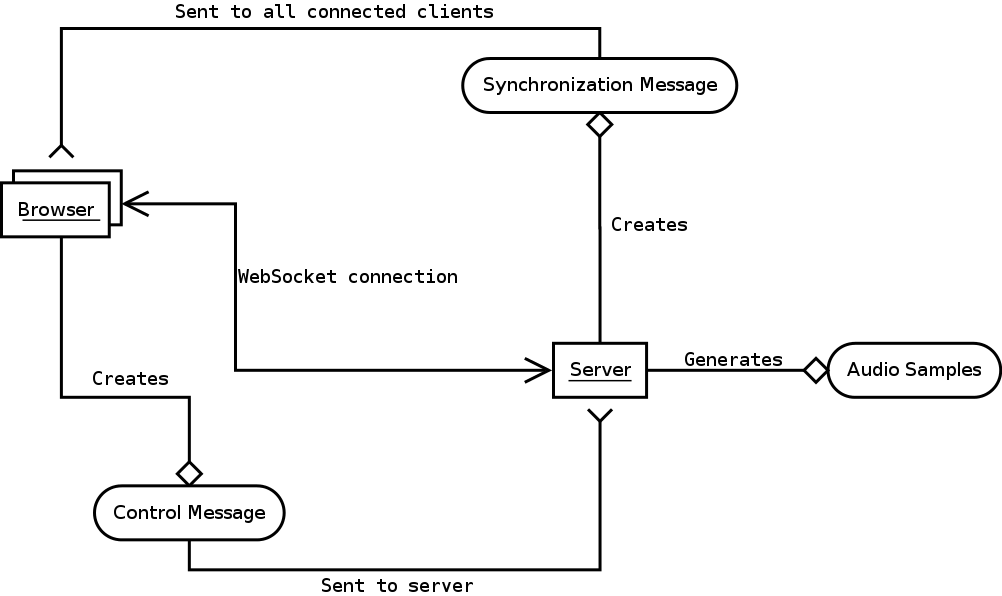 Sent to all connected clients
Synchronization Message
Browser
Creates
WebSocket connection
Generates
Server
Audio Samples
Creates
Control Message
Sent to server